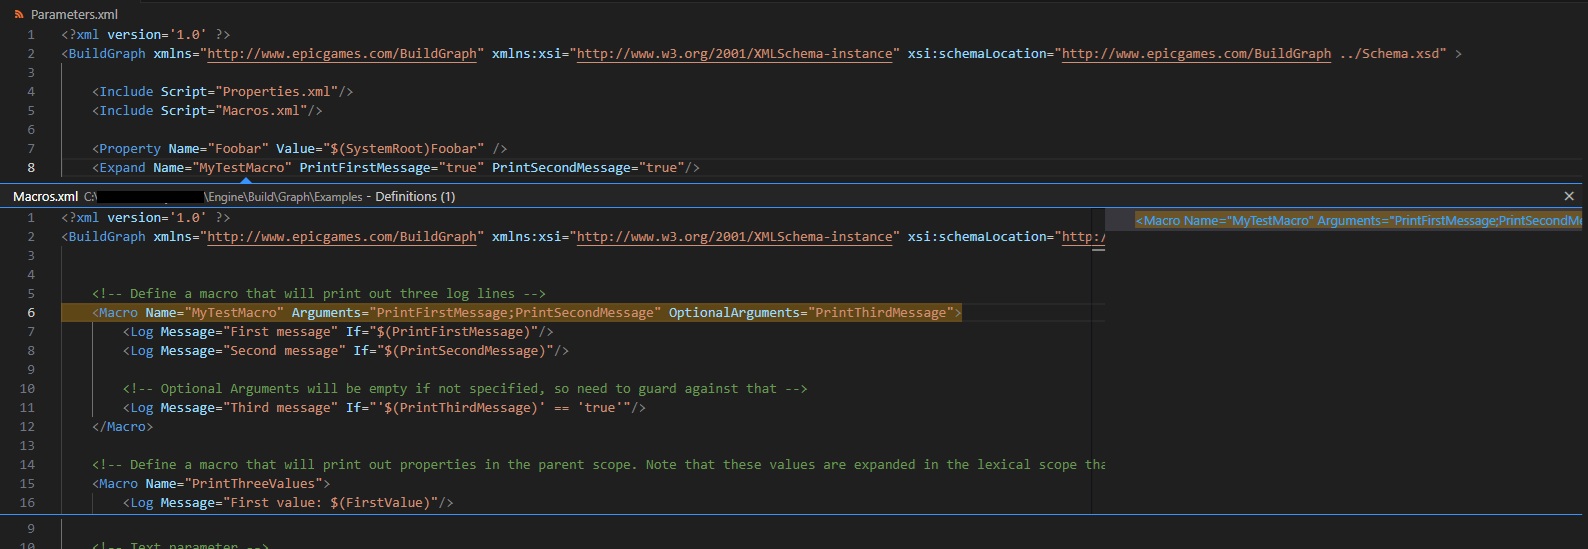 Parameters.xml
1 <?xml version='1.0' ?>
2 <BuildGraph xmlns="http://www.epicgames.com/BuildGraph" xmlns:xsi="http://www.w3.org/2001/XMLSchema-instance" xsi:schemaLocation="http://www.epicgames.com/BuildGraph ../Schema.xsd" >
3
4 <Include Script="Properties.xml"/>
5 <Include Script="Macros.xml"/>
6
7 <Property Name="Foobar" Value="$(SystemRoot)Foobar" />
8 <Expand Name="MyTestMacro" PrintFirstMessage="true" PrintSecondMessage="true"/>
Macros.xml C:\ \Engine\Build\Graph\Examples - Definitions (1)
1 <?xml version='1.0' ?>
<Macro Name="MyTestMacro" Arguments="PrintFirstMessage;PrintSecondMe
2 <BuildGraph xmlns="http://www.epicgames.com/BuildGraph" xmlns:xsi="http://www.w3.org/2001/XMLSchema-instance" xsi:schemaLocation="http:/
3
4
5 <!-- Define a macro that will print out three log lines -->
6 <Macro Name="MyTestMacro" Arguments="PrintFirstMessage;PrintSecondMessage" OptionalArguments="PrintThirdMessage">
7 <Log Message="First message" If="$(PrintFirstMessage)"/>
8 <Log Message="Second message" If="$(PrintSecondMessage)"/>
9
10 <!-- Optional Arguments will be empty if not specified, so need to guard against that -->
11 <Log Message="Third message" If="'$(PrintThirdMessage)' == 'true'"/>
12 </Macro>
13
14 <!-- Define a macro that will print out properties in the parent scope. Note that these values are expanded in the lexical scope tha
15 <Macro Name="PrintThreeValues">
16 <Log Message="First value: $(FirstValue)"/>
9
10 <!-- Text parameter -->